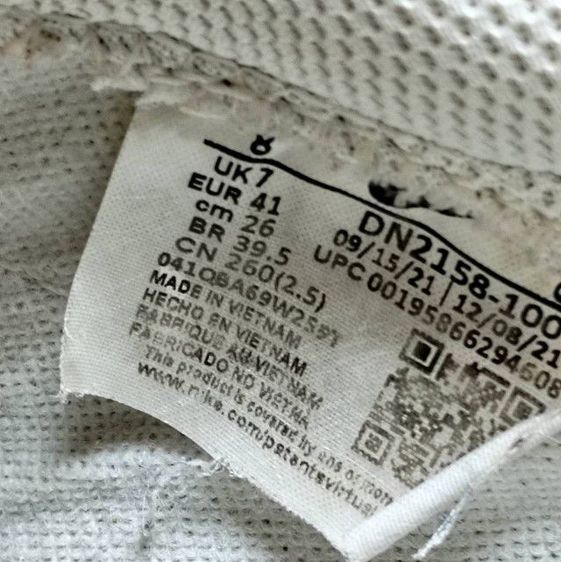 8
UK 7
EUR 41
cm 26
BR 39.5
CN 260(2.5)
MADE IN VIETNAM
HECHO EN VIETNAM
FABRIQUE AU VIETNAM
FABRICADO NO VIETNA
This product is covered by one or more
www.nike.com/patentsvirtual
DN2158-100
09/15/21 | 12/08/21
UPC 00195866294608